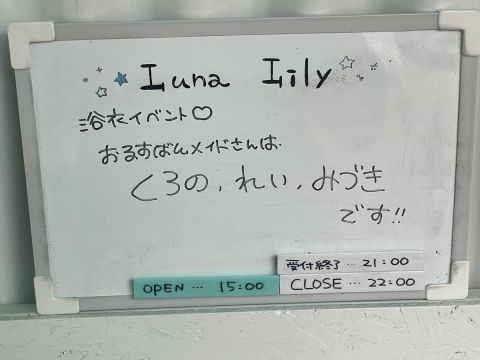 Luna Lily
浴衣イベント♡
おるすばんメイドさんは
くろの、れい、みづき
です!!
受付終了… 21:00
OPEN… 15:00
CLOSE… 22:00